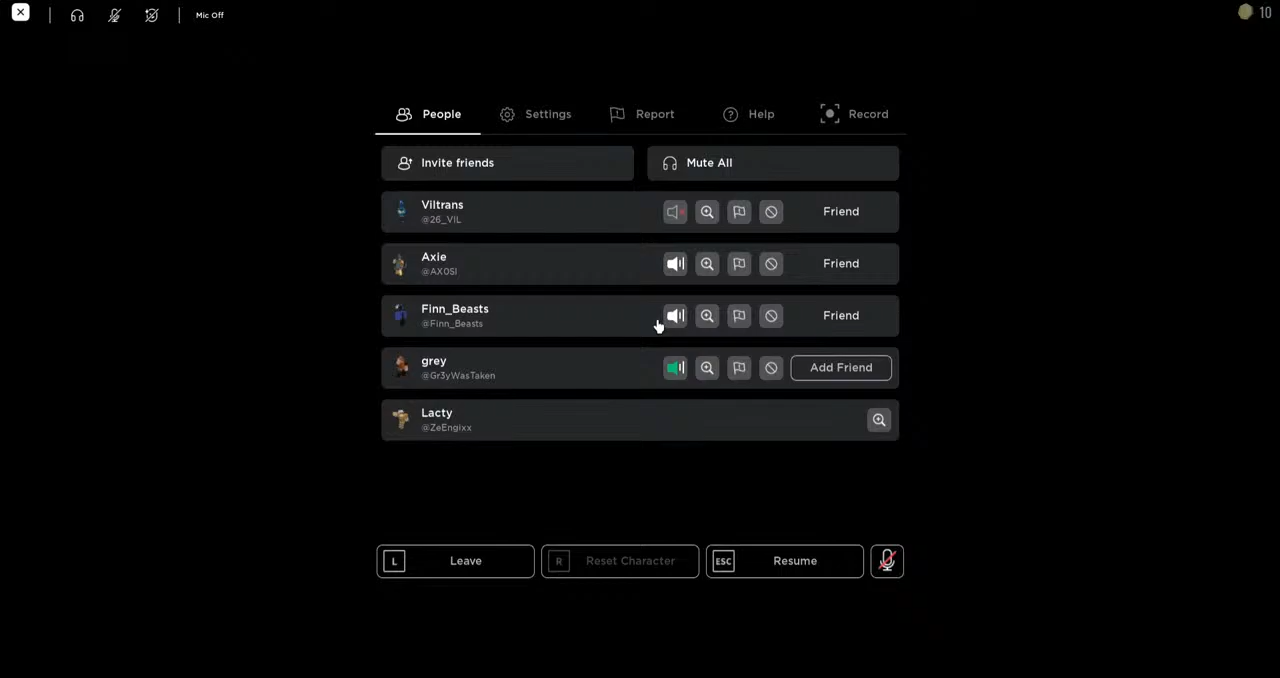 Mic Off
10
People
Settings
Report
Help
Record
Invite friends
Mute All
Viltrans
@26_VIL
Friend
Axie
@AX05I
Friend
Finn_Beasts
@Finn_Beasts
Friend
grey
@Gr3yWasTaken
Add Friend
Lacty
@ZeEngixx
L Leave
R Reset Character
ESC Resume